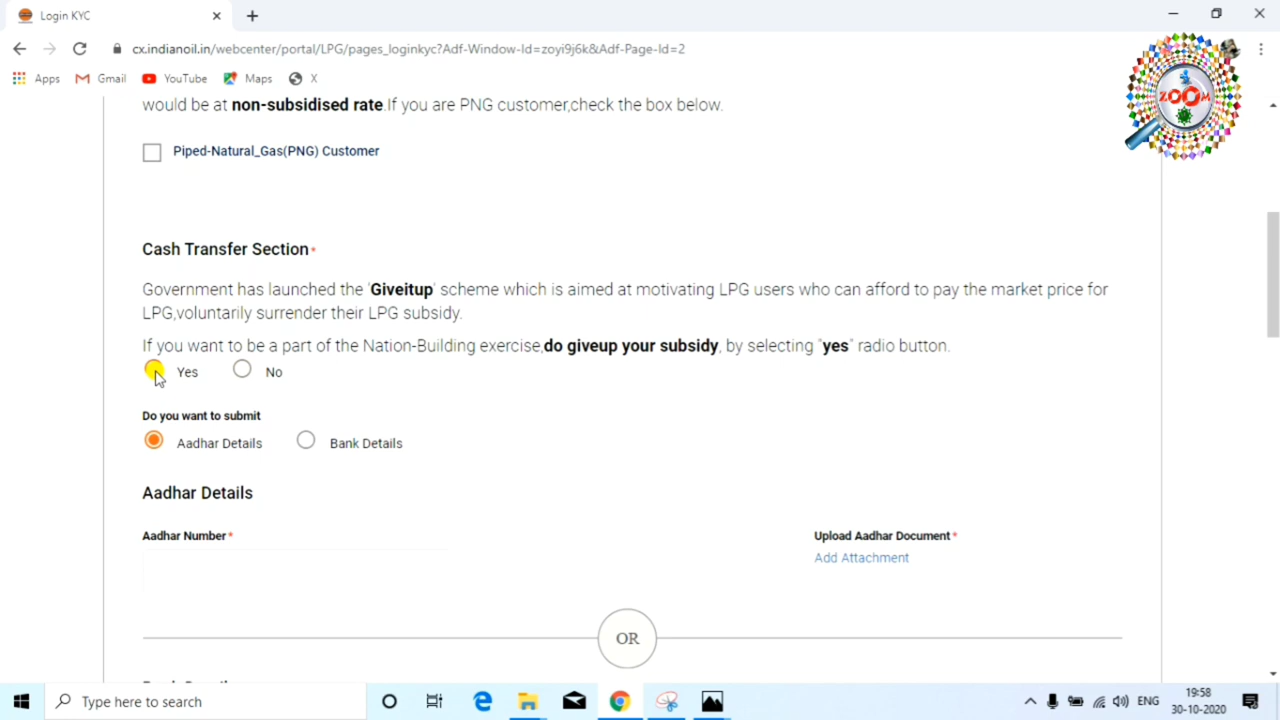 Login KYC
cx.indianoil.in/webcenter/portal/LPG/pages_loginkyc?Adf-Window-Id=zoyi9j6k&Adf-Page-Id=2
Apps Gmail YouTube Maps X
ZOOM
would be at non-subsidised rate.If you are PNG customer,check the box below.
Piped-Natural_Gas(PNG) Customer
Cash Transfer Section*
Government has launched the 'Giveitup' scheme which is aimed at motivating LPG users who can afford to pay the market price for
LPG,voluntarily surrender their LPG subsidy.
If you want to be a part of the Nation-Building exercise,do giveup your subsidy, by selecting "yes" radio button.
Yes No
Do you want to submit
Aadhar Details Bank Details
Aadhar Details
Aadhar Number* Upload Aadhar Document*
Add Attachment
OR
Type here to search
ENG
19:58
30-10-2020